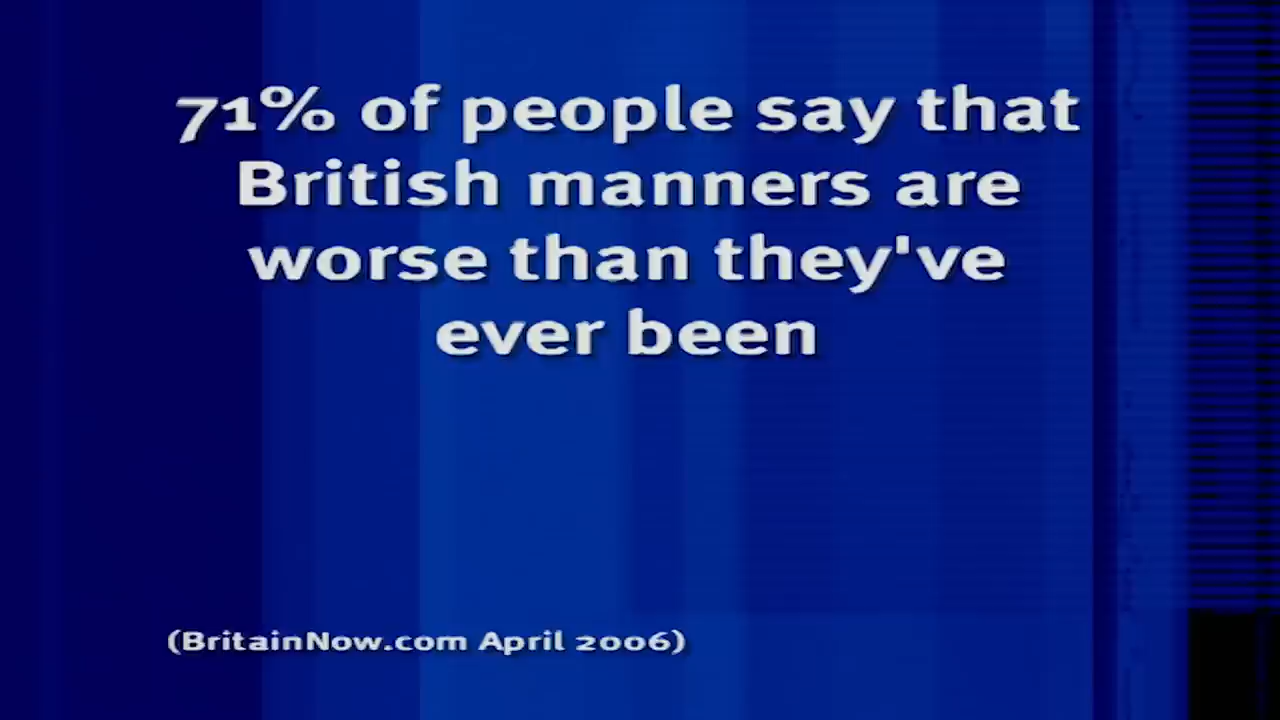 71% of people say that
British manners are
worse than they've
ever been
(BritainNow.com April 2006)